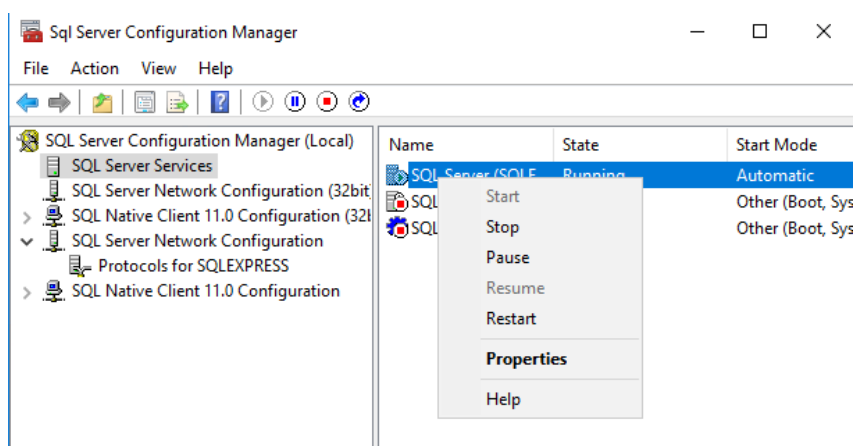 Sql Server Configuration Manager
File Action View Help
SQL Server Configuration Manager (Local)
SQL Server Services
SQL Server Network Configuration (32bit
SQL Native Client 11.0 Configuration (32
SQL Server Network Configuration
Protocols for SQLEXPRESS
SQL Native Client 11.0 Configuration
Name State Start Mode
SQL Server (SQLE Running Automatic
SQL Other (Boot, Sys
SQL Other (Boot, Sys
Start
Stop
Pause
Resume
Restart
Properties
Help